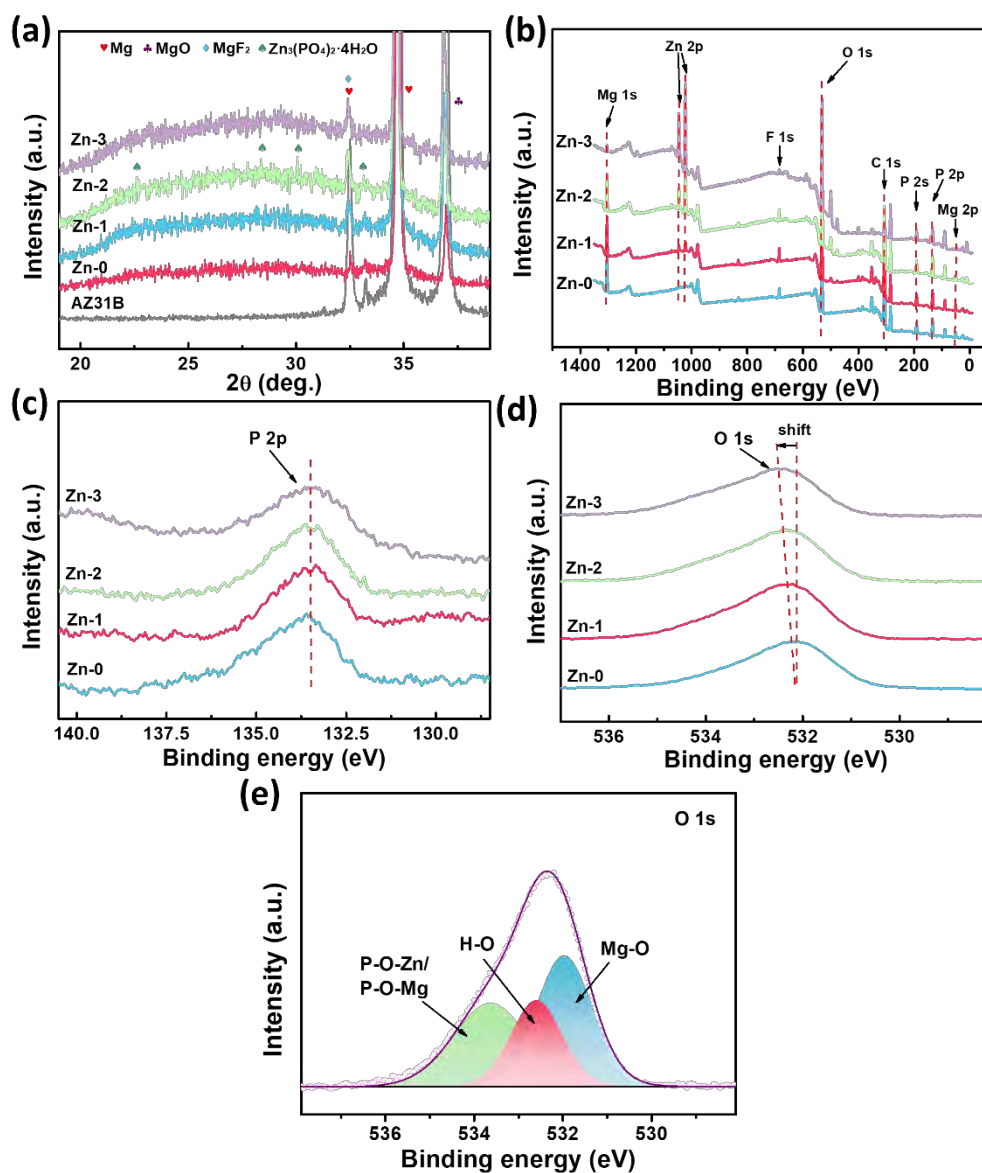 (a)
♥ Mg ♣ MgO ♦ MgF₂ ♠ Zn₃(PO₄)₂·4H₂O
Zn-3
Zn-2
Zn-1
Zn-0
AZ31B
Intensity (a.u.)
20 25 30 35
2θ (deg.)
(b)
Zn 2p
O 1s
Mg 1s
F 1s
C 1s
P 2s
P 2p
Mg 2p
Zn-3
Zn-2
Zn-1
Zn-0
Intensity (a.u.)
1400 1200 1000 800 600 400 200 0
Binding energy (eV)
(c)
P 2p
Zn-3
Zn-2
Zn-1
Zn-0
Intensity (a.u.)
140.0 137.5 135.0 132.5 130.0
Binding energy (eV)
(d)
O 1s
shift
Zn-3
Zn-2
Zn-1
Zn-0
Intensity (a.u.)
536 534 532 530
Binding energy (eV)
(e)
O 1s
P-O-Zn/
P-O-Mg
H-O
Mg-O
Intensity (a.u.)
536 534 532 530
Binding energy (eV)